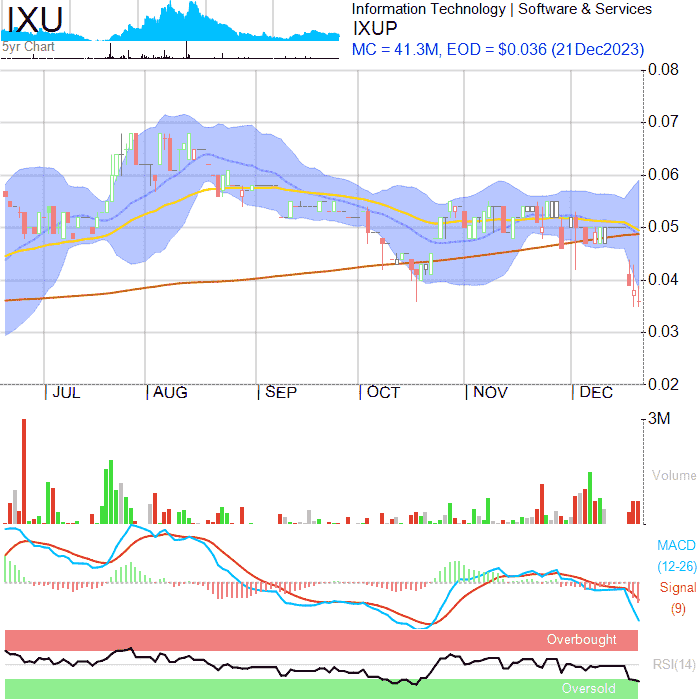 IXU
5yr Chart
Information Technology | Software & Services
IXUP
MC = 41.3M, EOD = $0.036 (21Dec2023)
0.08
0.07
0.06
0.05
0.04
0.03
0.02
JUL AUG SEP OCT NOV DEC
3M
Volume
MACD
(12-26)
Signal
(9)
Overbought
RSI(14)
Oversold